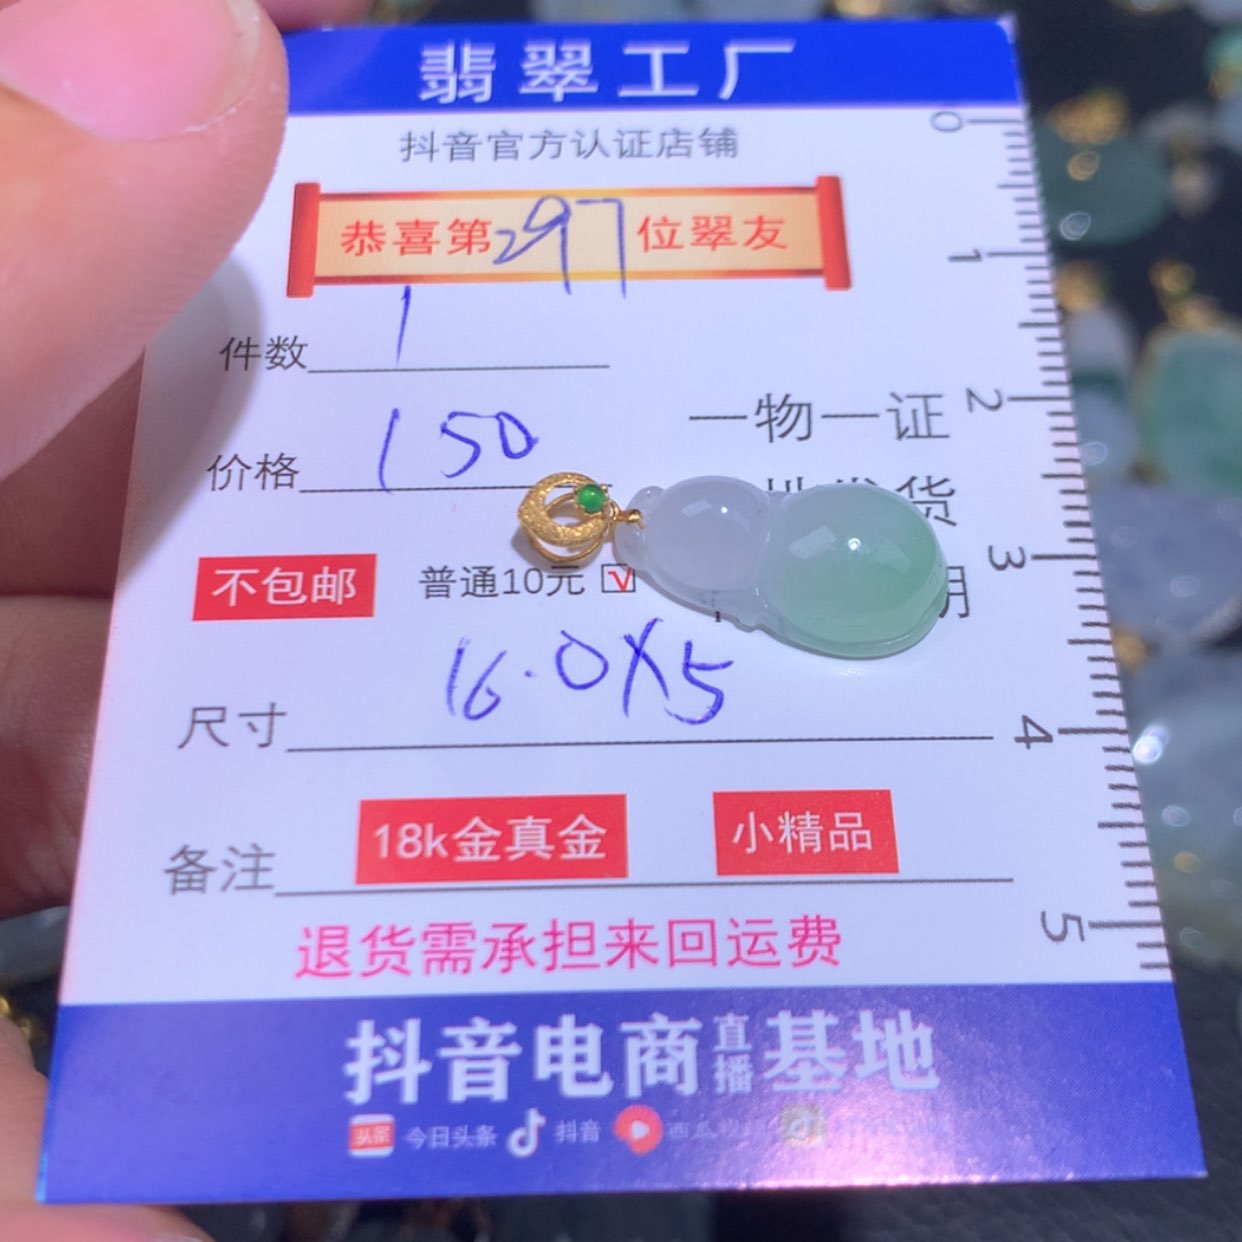 翡翠工厂
抖音官方认证店铺
恭喜第297位翠友
件数 1
价格 150
一物一证
货
不包邮 普通10元 ☑
尺寸 16.0X5
备注 18k金真金 小精品
退货需承担来回运费
抖音电商直播基地
头条 今日头条 抖音
0
1
2
3
4
5